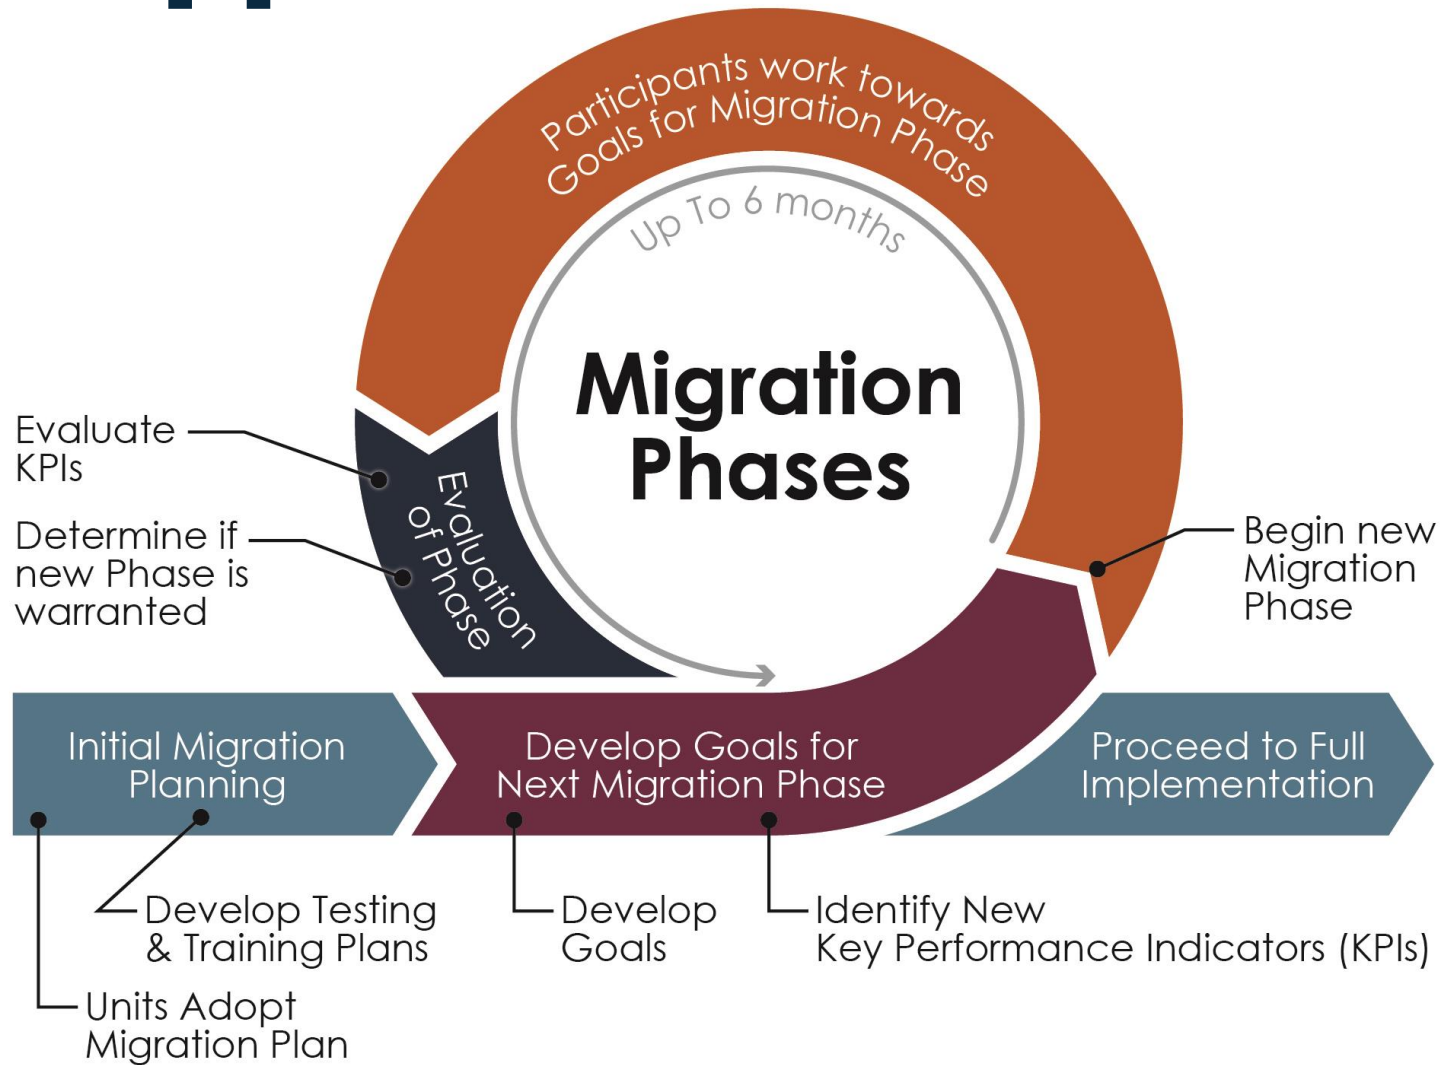 Participants work towards
Goals for Migration Phase
Up To 6 months
Migration
Phases
Evaluate
KPIs
Determine if
new Phase is
warranted
Evaluation
of Phase
Begin new
Migration
Phase
Initial Migration
Planning
Develop Goals for
Next Migration Phase
Proceed to Full
Implementation
Develop Testing
& Training Plans
Units Adopt
Migration Plan
Develop
Goals
Identify New
Key Performance Indicators (KPIs)